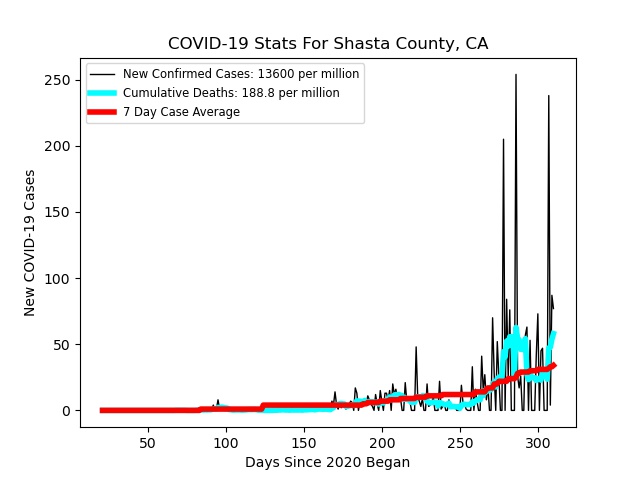 COVID-19 Stats For Shasta County, CA
New Confirmed Cases: 13600 per million
Cumulative Deaths: 188.8 per million
7 Day Case Average
250
200
150
100
50
0
New COVID-19 Cases
50 100 150 200 250 300
Days Since 2020 Began